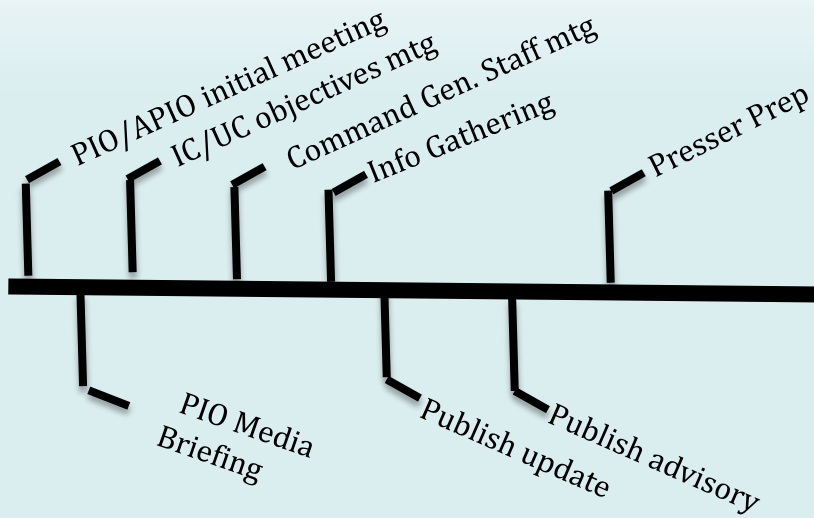 PIO/APIO initial meeting
IC/UC objectives mtg
Command Gen. Staff mtg
Info Gathering
Presser Prep
PIO Media
Briefing
Publish update
Publish advisory